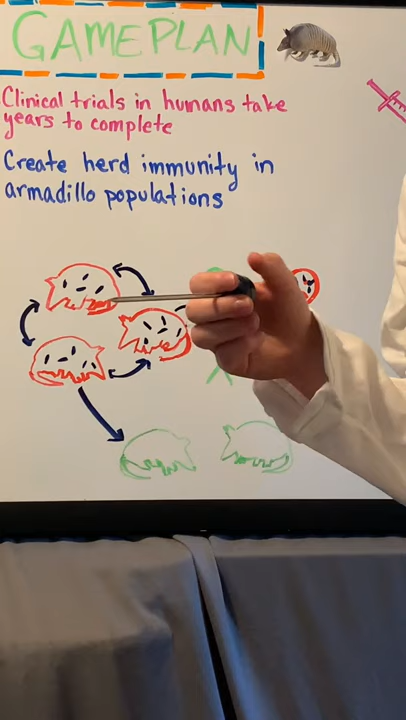 GAMEPLAN
Clinical trials in humans take
years to complete
Create herd immunity in
armadillo populations